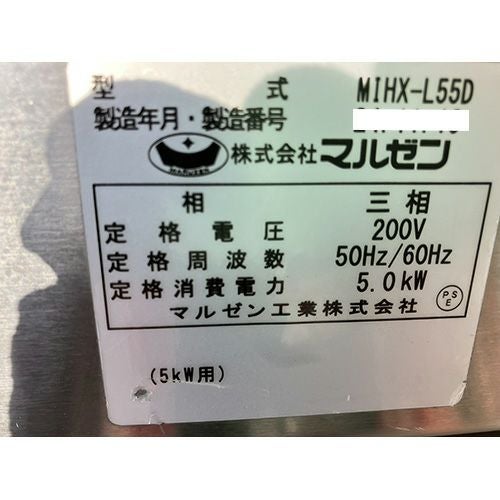 型 式 MIHX-L55D
製造年月・製造番号
MARUZEN 株式会社 マルゼン
相 三相
定格電圧 200V
定格周波数 50Hz/60Hz
定格消費電力 5.0kW
マルゼン工業株式会社 PSE
(5kW用)